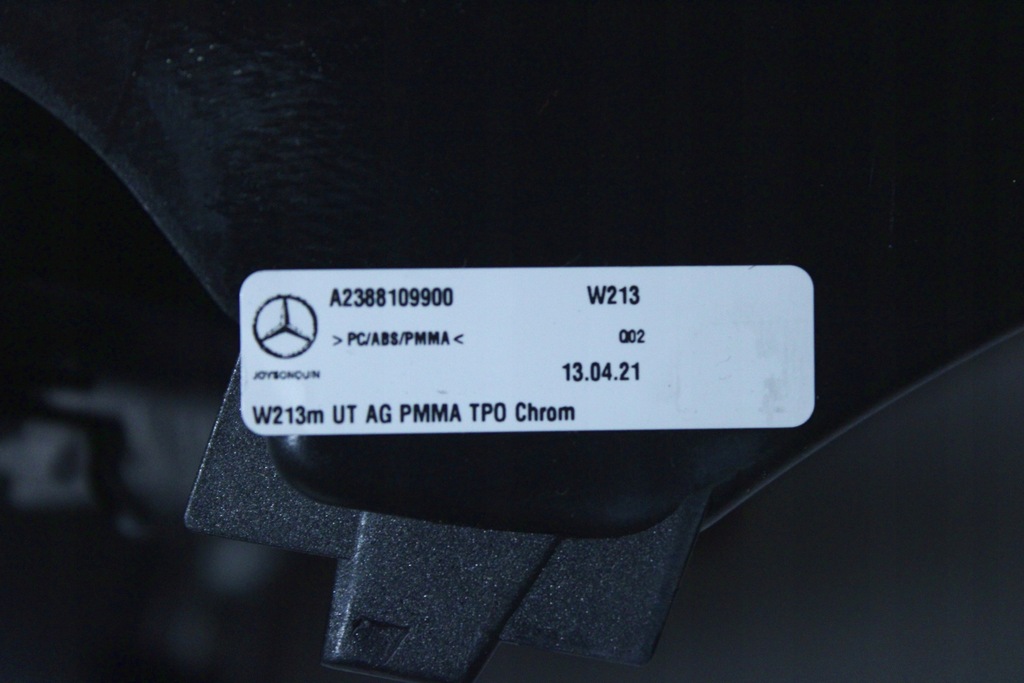 A2388109900 W213
> PC/ABS/PMMA < Q02
JOYSONQUIN 13.04.21
W213m UT AG PMMA TPO Chrom